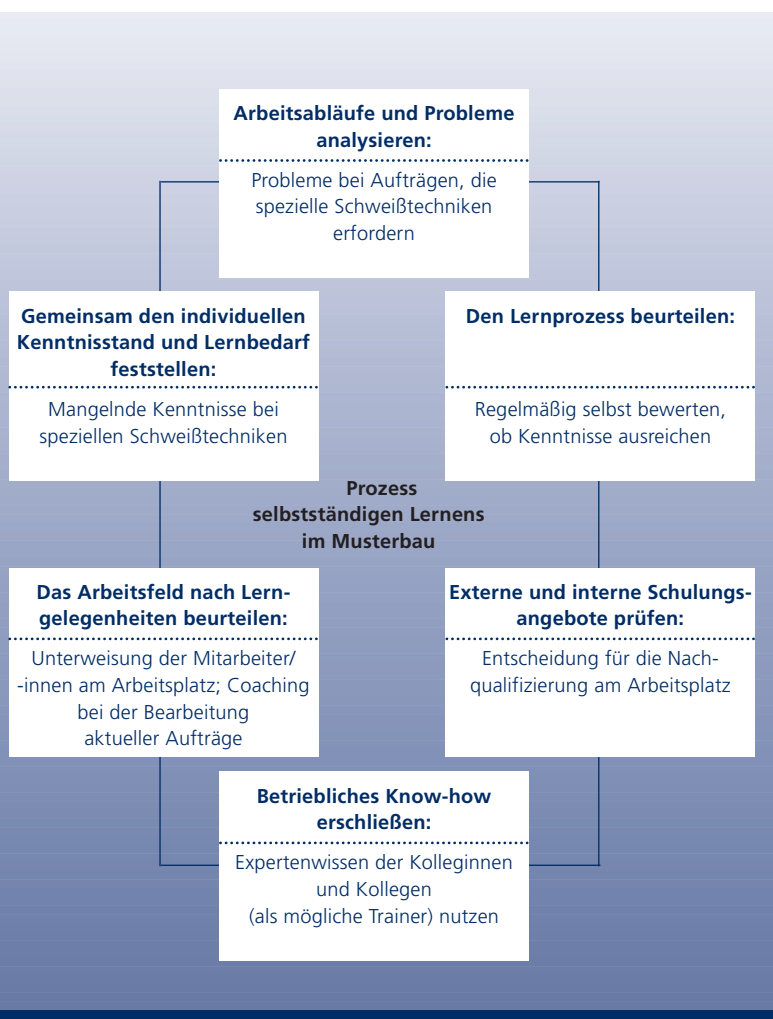 Arbeitsabläufe und Probleme
analysieren:
Probleme bei Aufträgen, die
spezielle Schweißtechniken
erfordern
Gemeinsam den individuellen
Kenntnisstand und Lernbedarf
feststellen:
Mangelnde Kenntnisse bei
speziellen Schweißtechniken
Den Lernprozess beurteilen:
Regelmäßig selbst bewerten,
ob Kenntnisse ausreichen
Prozess
selbstständigen Lernens
im Musterbau
Das Arbeitsfeld nach Lern-
gelegenheiten beurteilen:
Unterweisung der Mitarbeiter/
-innen am Arbeitsplatz; Coaching
bei der Bearbeitung
aktueller Aufträge
Externe und interne Schulungs-
angebote prüfen:
Entscheidung für die Nach-
qualifizierung am Arbeitsplatz
Betriebliches Know-how
erschließen:
Expertenwissen der Kolleginnen
und Kollegen
(als mögliche Trainer) nutzen